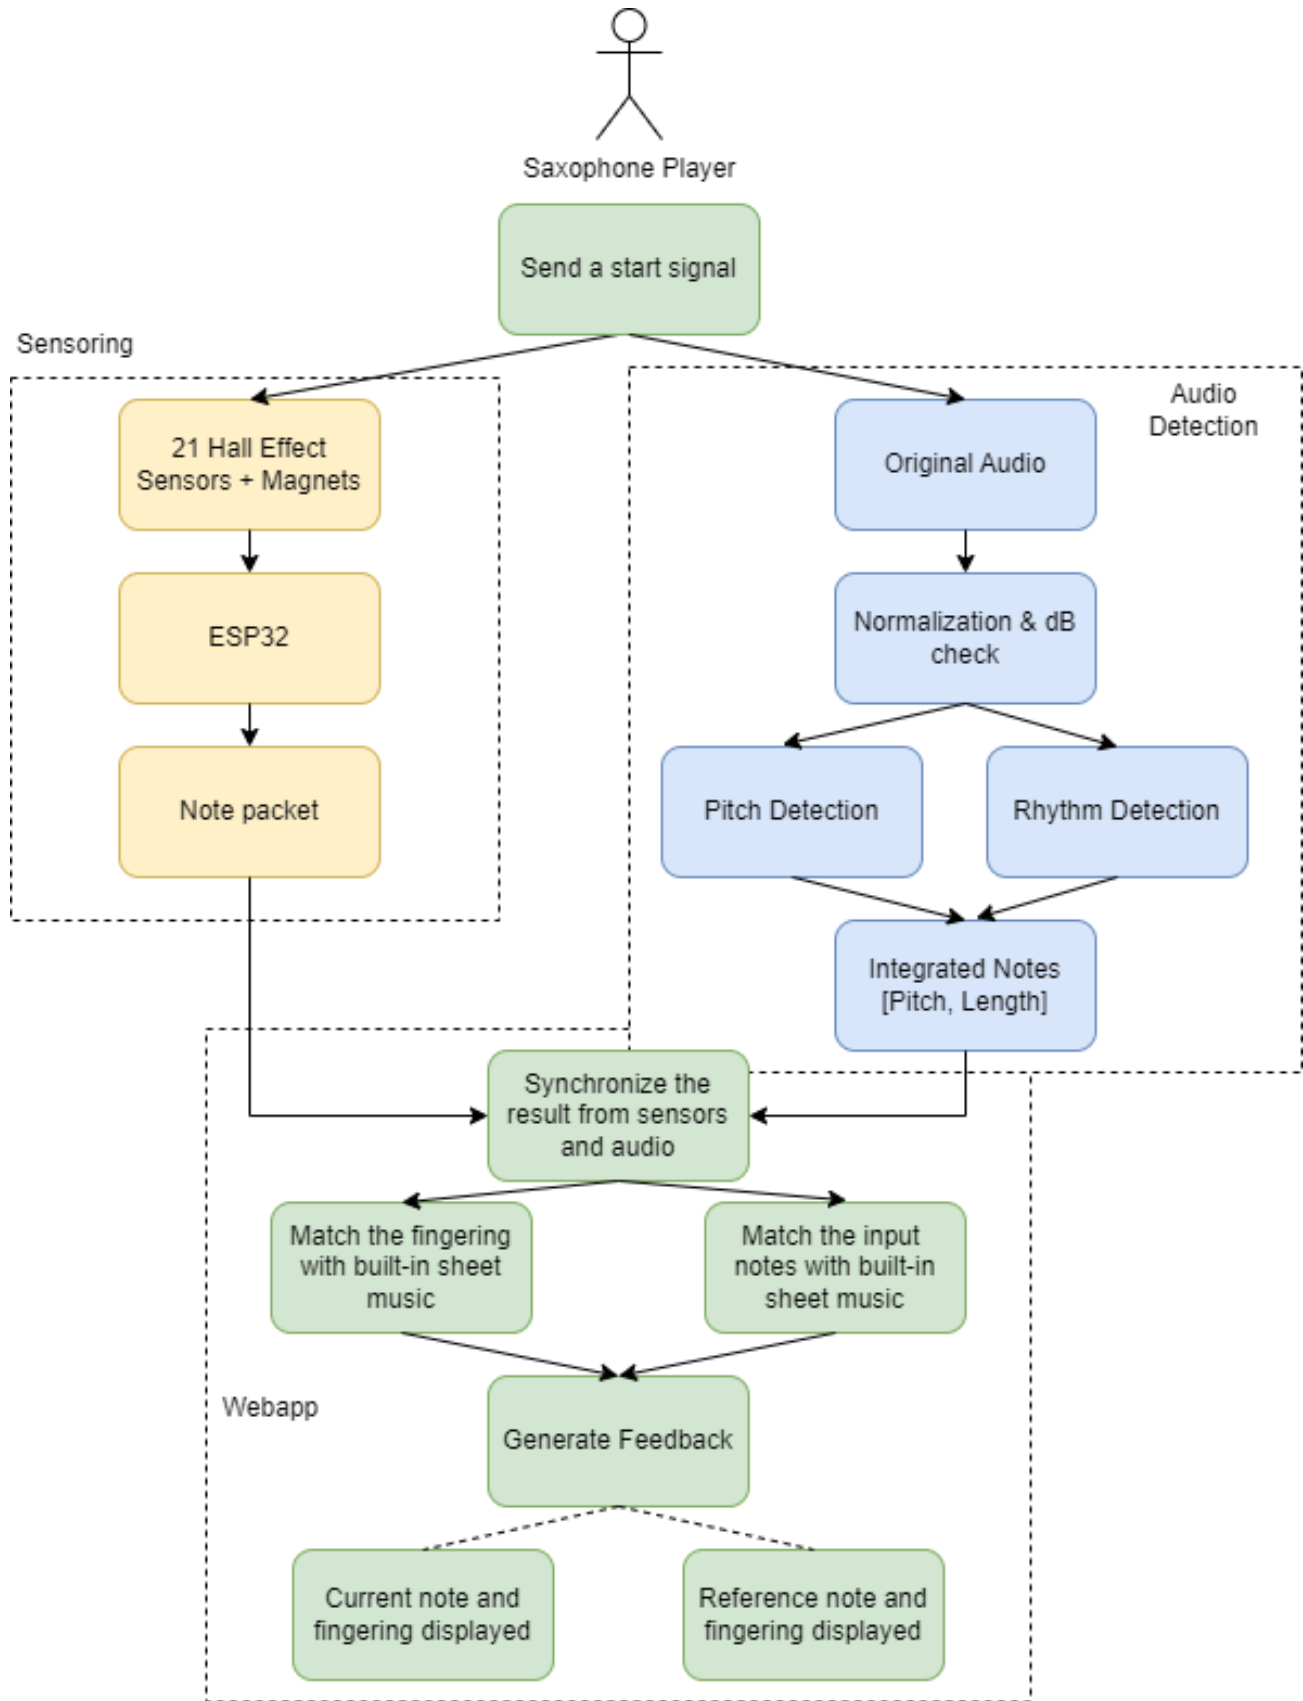 Saxophone Player
Send a start signal
Sensoring
Audio
Detection
21 Hall Effect
Sensors + Magnets
Original Audio
ESP32
Normalization & dB
check
Note packet
Pitch Detection
Rhythm Detection
Integrated Notes
[Pitch, Length]
Synchronize the
result from sensors
and audio
Match the fingering
with built-in sheet
music
Match the input
notes with built-in
sheet music
Webapp
Generate Feedback
Current note and
fingering displayed
Reference note and
fingering displayed